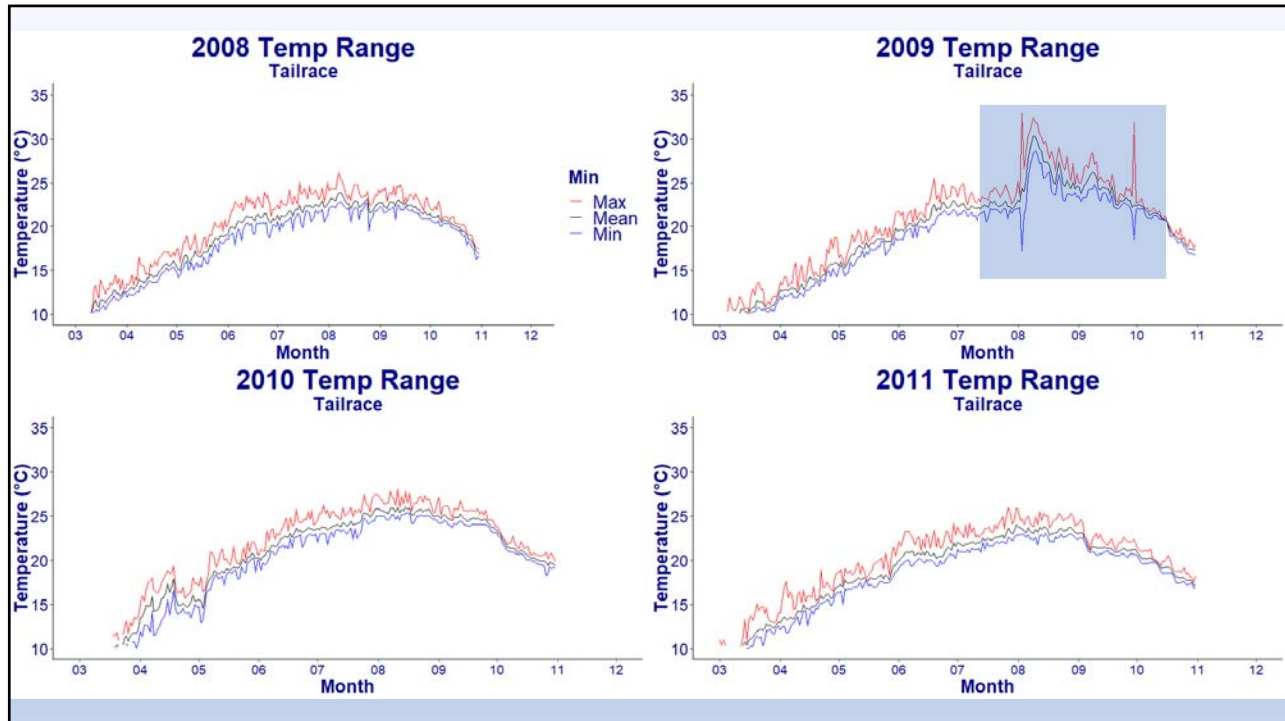 2008 Temp Range
Tailrace
Temperature (°C)
35
30
25
20
15
10
03 04 05 06 07 08 09 10 11 12
Month
Min
Max
Mean
Min
2009 Temp Range
Tailrace
Temperature (°C)
35
30
25
20
15
10
03 04 05 06 07 08 09 10 11 12
Month
2010 Temp Range
Tailrace
Temperature (°C)
35
30
25
20
15
10
03 04 05 06 07 08 09 10 11 12
Month
2011 Temp Range
Tailrace
Temperature (°C)
35
30
25
20
15
10
03 04 05 06 07 08 09 10 11 12
Month